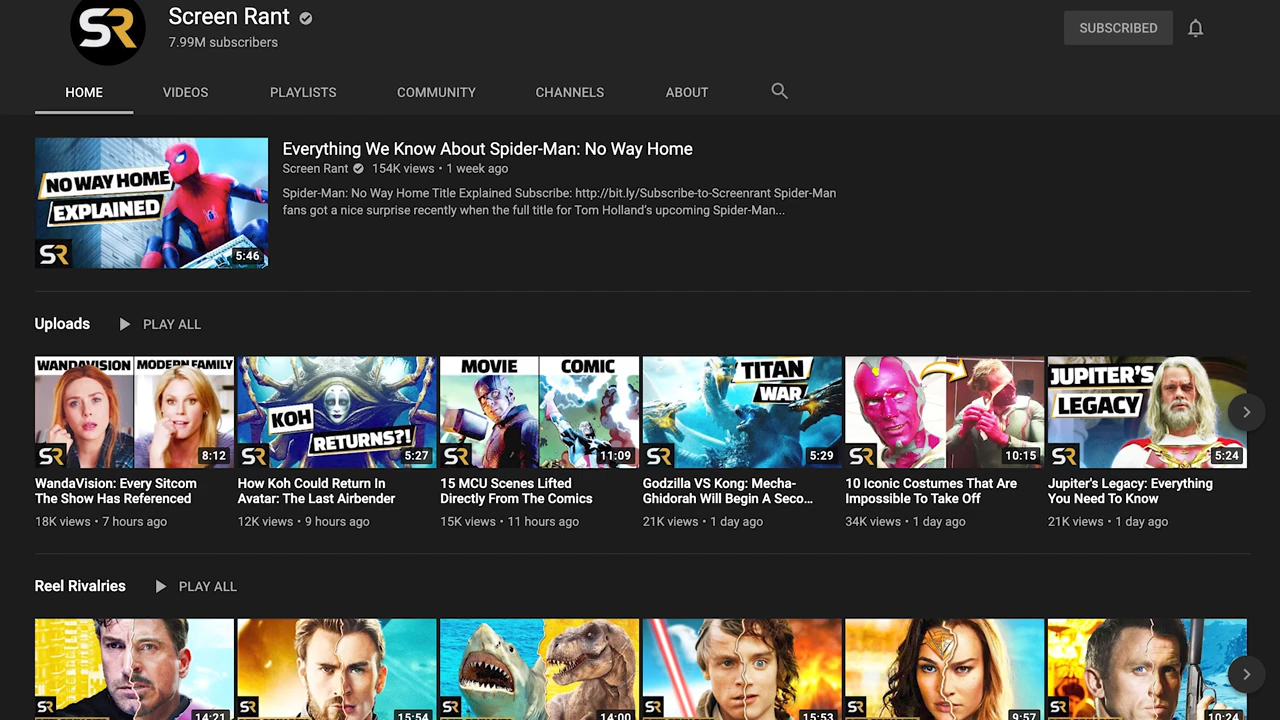 SR
Screen Rant
7.99M subscribers
SUBSCRIBED
HOME
VIDEOS
PLAYLISTS
COMMUNITY
CHANNELS
ABOUT
NO WAY HOME
EXPLAINED
SR
5:46
Everything We Know About Spider-Man: No Way Home
Screen Rant 154K views • 1 week ago
Spider-Man: No Way Home Title Explained Subscribe: http://bit.ly/Subscribe-to-Screenrant Spider-Man
fans got a nice surprise recently when the full title for Tom Holland's upcoming Spider-Man...
Uploads
PLAY ALL
WANDAVISION
MODERN FAMILY
SR
8:12
WandaVision: Every Sitcom
The Show Has Referenced
18K views • 7 hours ago
KOH
RETURNS?!
SR
5:27
How Koh Could Return In
Avatar: The Last Airbender
12K views • 9 hours ago
MOVIE
COMIC
SR
11:09
15 MCU Scenes Lifted
Directly From The Comics
15K views • 11 hours ago
TITAN
WAR
SR
5:29
Godzilla VS Kong: Mecha-
Ghidorah Will Begin A Seco...
21K views • 1 day ago
SR
10:15
10 Iconic Costumes That Are
Impossible To Take Off
34K views • 1 day ago
JUPITER'S
LEGACY
SR
5:24
Jupiter's Legacy: Everything
You Need To Know
21K views • 1 day ago
Reel Rivalries
PLAY ALL
SR
14:21
SR
15:54
SR
14:00
SR
15:53
SR
9:57
SR
10:24